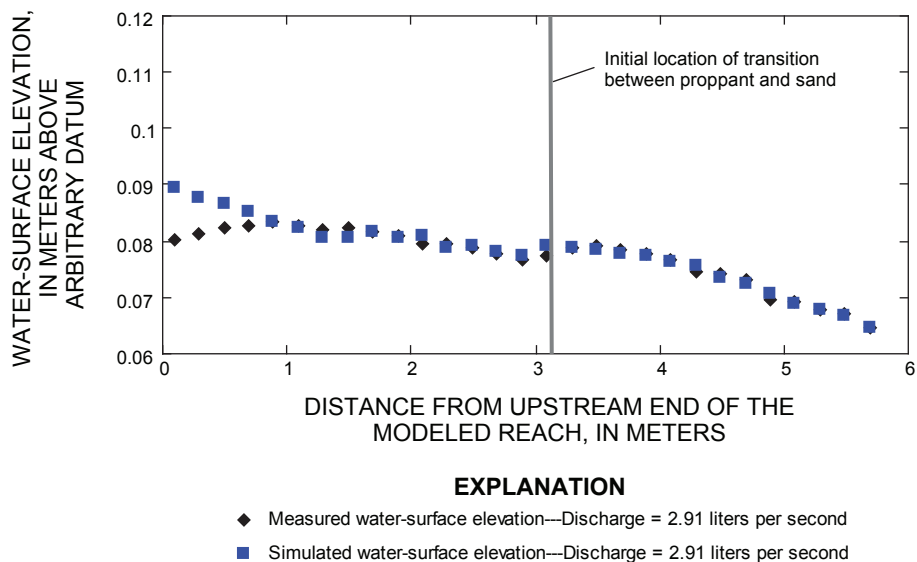 WATER-SURFACE ELEVATION,
IN METERS ABOVE
ARBITRARY DATUM
0.12
0.11
0.1
0.09
0.08
0.07
0.06
Initial location of transition
between proppant and sand
0 1 2 3 4 5 6
DISTANCE FROM UPSTREAM END OF THE
MODELED REACH, IN METERS
EXPLANATION
Measured water-surface elevation---Discharge = 2.91 liters per second
Simulated water-surface elevation---Discharge = 2.91 liters per second